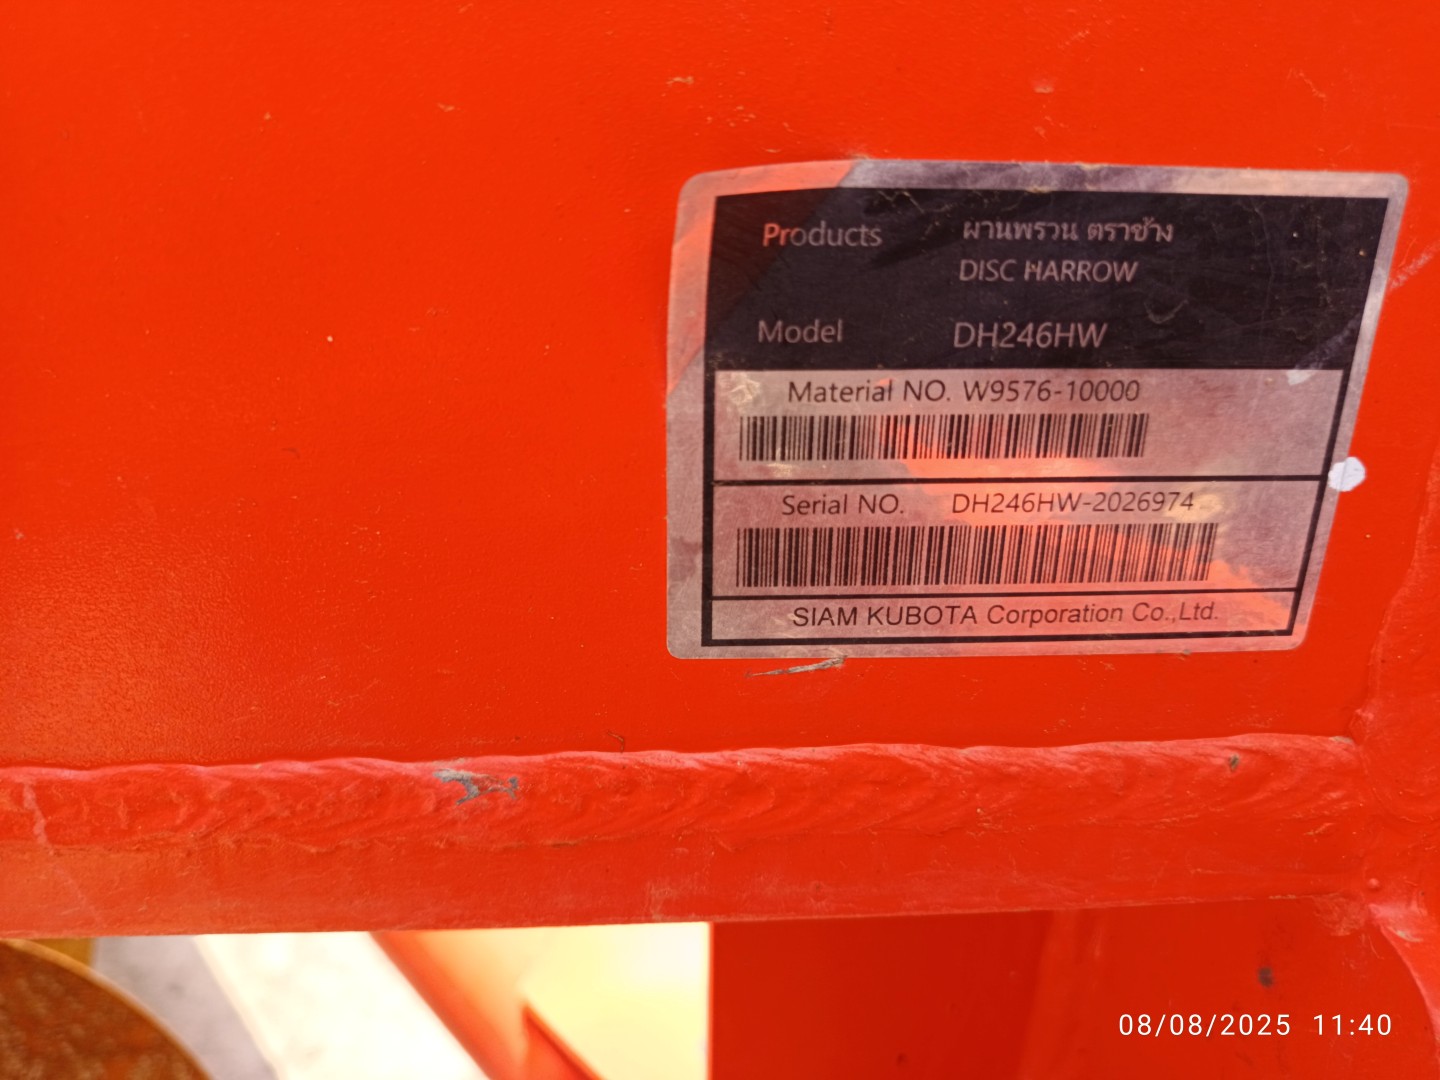 Products ผานพรวน ตราช้าง
DISC HARROW
Model DH246HW
Material NO. W9576-10000
Serial NO. DH246HW-2026974
SIAM KUBOTA Corporation Co.,Ltd.
08/08/2025 11:40